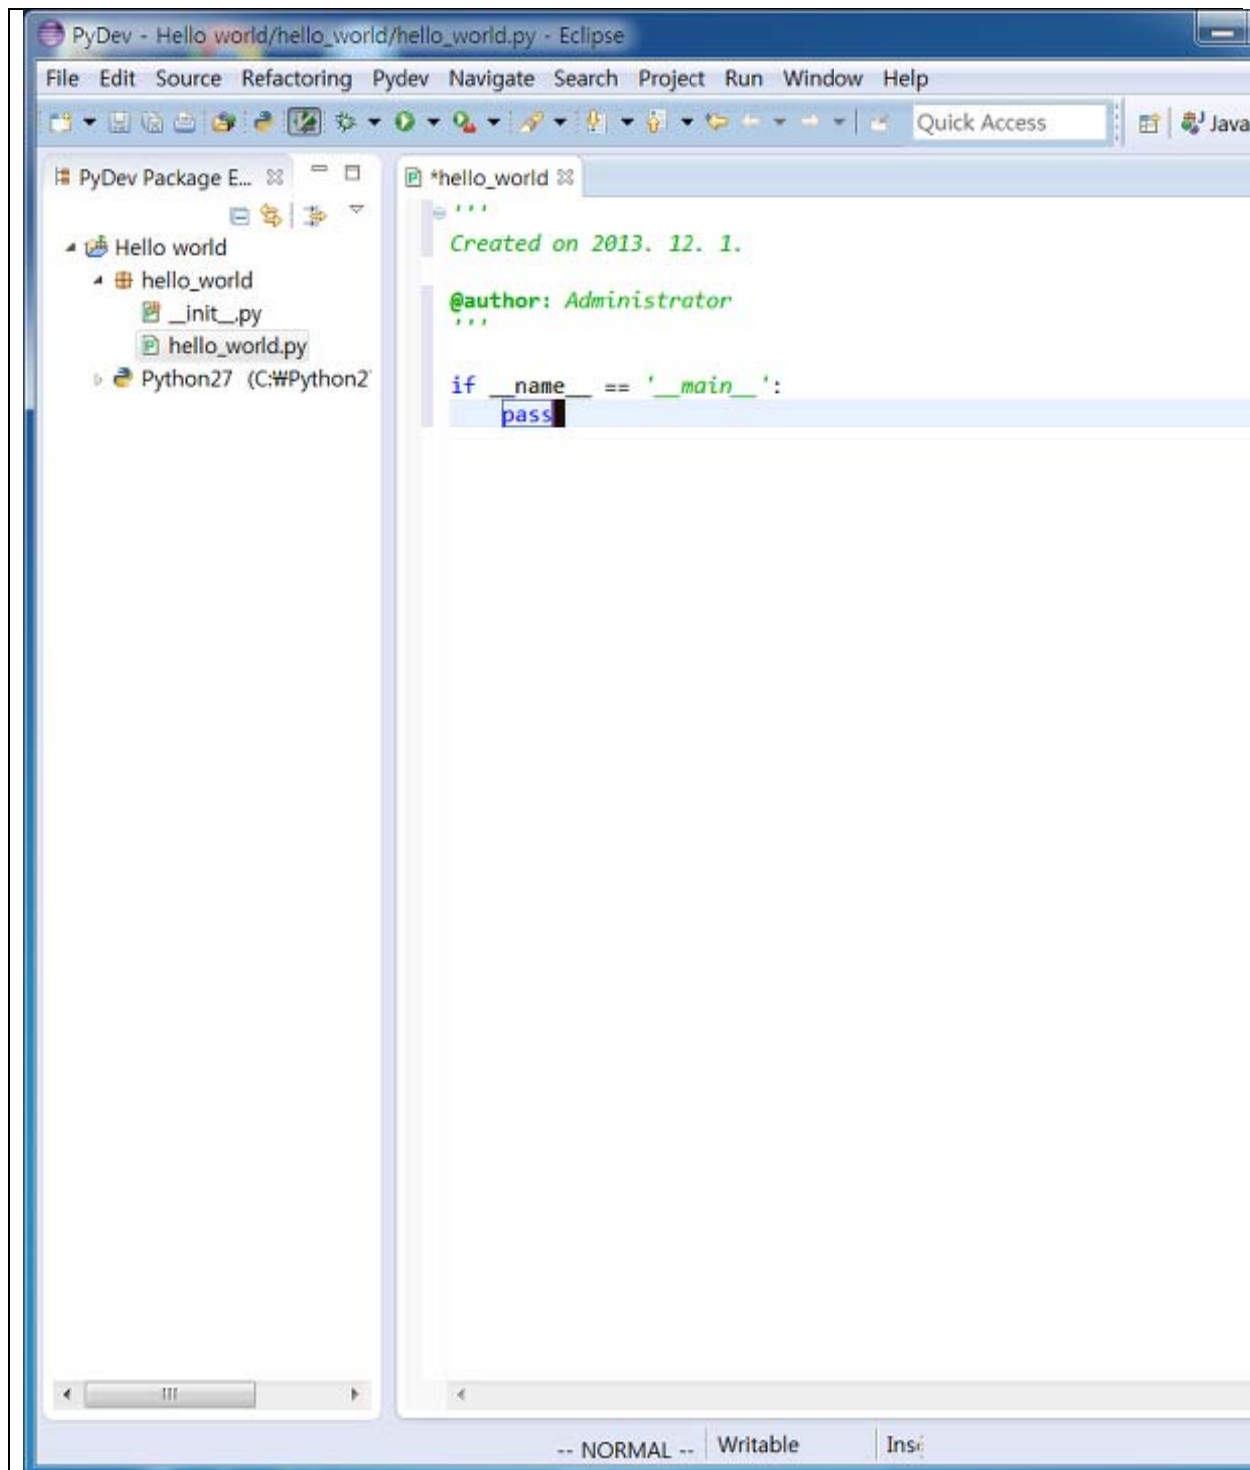 PyDev - Hello world/hello_world/hello_world.py - Eclipse
File Edit Source Refactoring Pydev Navigate Search Project Run Window Help
Quick Access
Java
PyDev Package E...
Hello world
hello_world
__init__.py
hello_world.py
Python27 (C:₩Python2
*hello_world
'''
Created on 2013. 12. 1.
@author: Administrator
'''
if __name__ == '__main__':
pass
-- NORMAL -- Writable